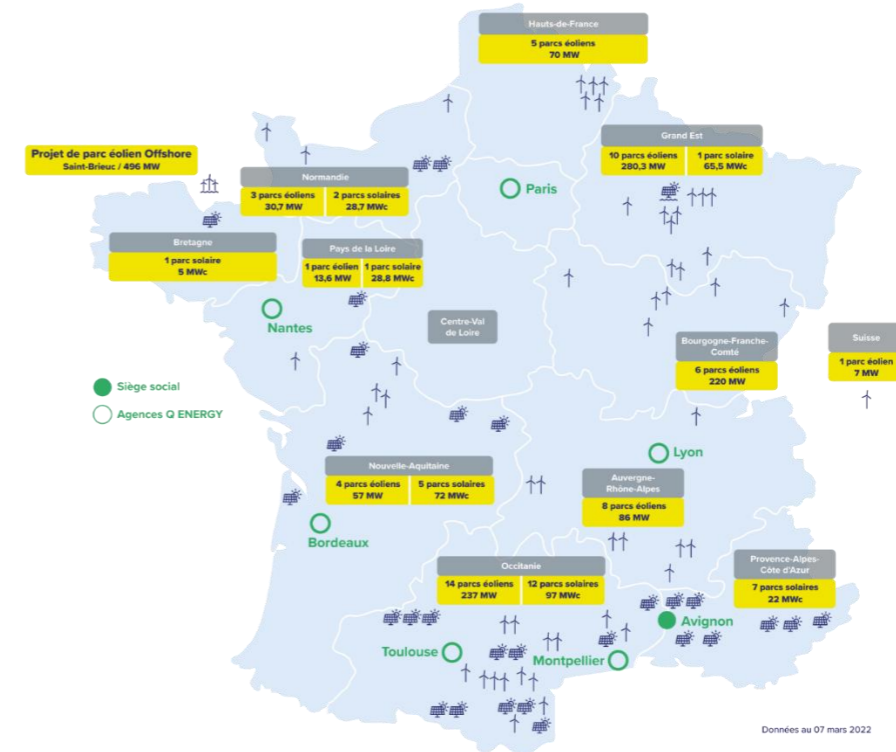 Hauts-de-France
5 parcs éoliens
70 MW
Grand Est
10 parcs éoliens
280,3 MW
1 parc solaire
65,5 MWc
Projet de parc éolien Offshore
Saint-Brieuc / 496 MW
Normandie
3 parcs éoliens
30,7 MW
2 parcs solaires
28,7 MWc
Paris
Bretagne
1 parc solaire
5 MWc
Pays de la Loire
1 parc éolien
13,6 MW
1 parc solaire
28,8 MWc
Nantes
Centre-Val
de Loire
Bourgogne-Franche-
Comté
6 parcs éoliens
220 MW
Suisse
1 parc éolien
7 MW
Siège social
Agences Q ENERGY
Lyon
Nouvelle-Aquitaine
4 parcs éoliens
57 MW
5 parcs solaires
72 MWc
Auvergne-
Rhône-Alpes
8 parcs éoliens
86 MW
Bordeaux
Occitanie
14 parcs éoliens
237 MW
12 parcs solaires
97 MWc
Provence-Alpes-
Côte d'Azur
7 parcs solaires
22 MWc
Avignon
Toulouse
Montpellier
Données au 07 mars 2022